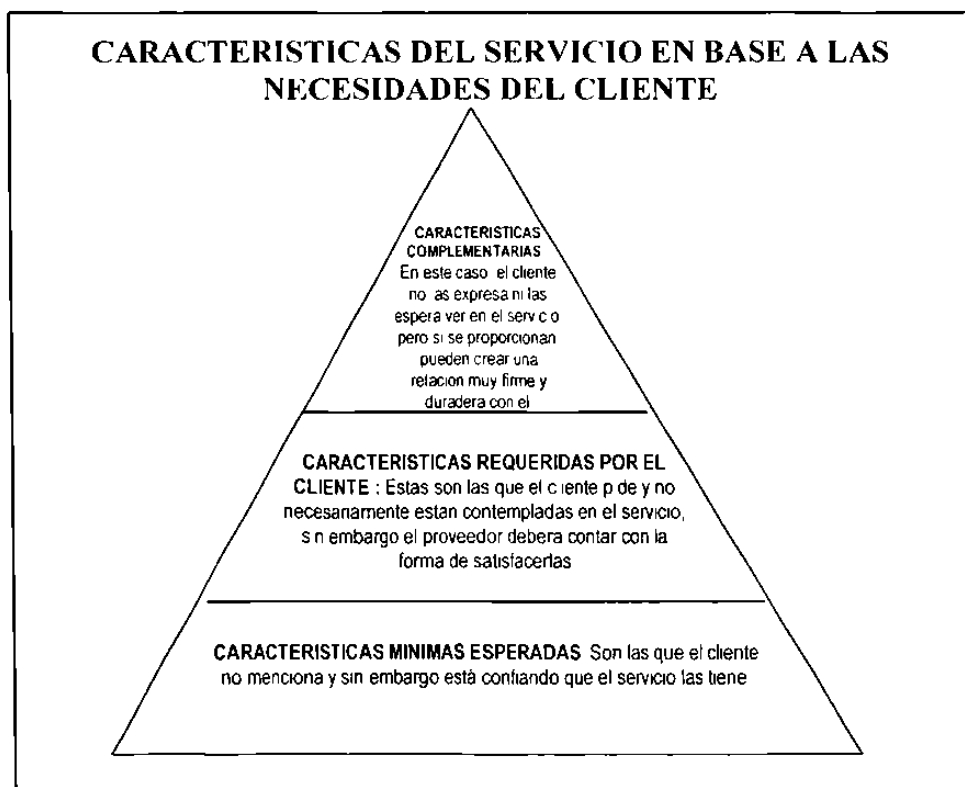 CARACTERISTICAS DEL SERVICIO EN BASE A LAS
NECESIDADES DEL CLIENTE
CARACTERISTICAS
COMPLEMENTARIAS
En este caso el cliente
no as expresa ni las
espera ver en el serv c o
pero si se proporcionan
pueden crear una
relacion muy firme y
duradera con el
CARACTERISTICAS REQUERIDAS POR EL
CLIENTE : Estas son las que el c iente p de y no
necesariamente estan contempladas en el servicio,
s n embargo el proveedor debera contar con la
forma de satisfacerlas
CARACTERISTICAS MINIMAS ESPERADAS Son las que el cliente
no menciona y sin embargo está confiando que el servicio las tiene